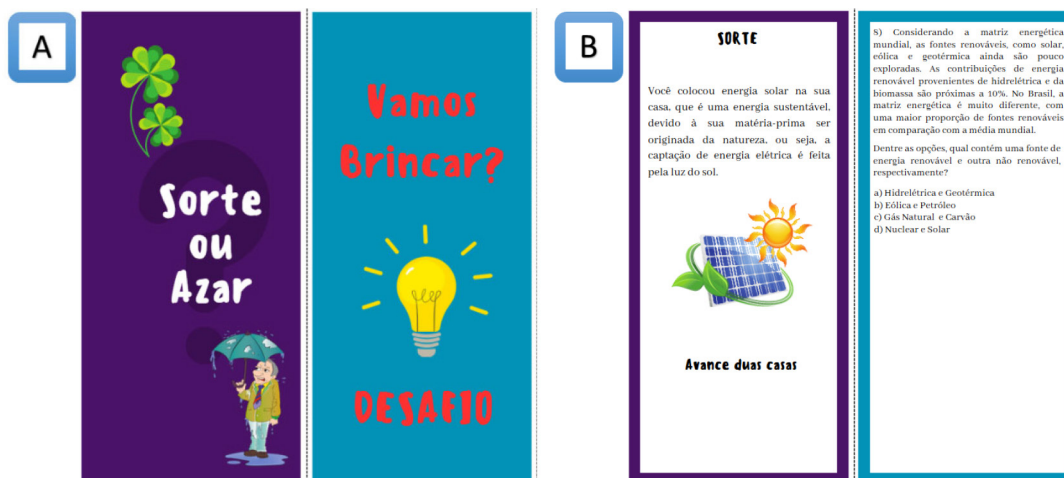 A
Sorte
ou
Azar
Vamos
Brincar?
DESAFIO
B
SORTE
Você colocou energia solar na sua
casa, que é uma energia sustentável,
devido à sua matéria-prima ser
originada da natureza, ou seja, a
captação de energia elétrica é feita
pela luz do sol.
Avance duas casas
8) Considerando a matriz energética
mundial, as fontes renováveis, como solar,
eólica e geotérmica ainda são pouco
exploradas. As contribuições de energia
renovável provenientes de hidrelétrica e da
biomassa são próximas a 10%. No Brasil, a
matriz energética é muito diferente, com
uma maior proporção de fontes renováveis
em comparação com a média mundial.
Dentre as opções, qual contém uma fonte de
energia renovável e outra não renovável,
respectivamente?
a) Hidrelétrica e Geotérmica
b) Eólica e Petróleo
c) Gás Natural e Carvão
d) Nuclear e Solar